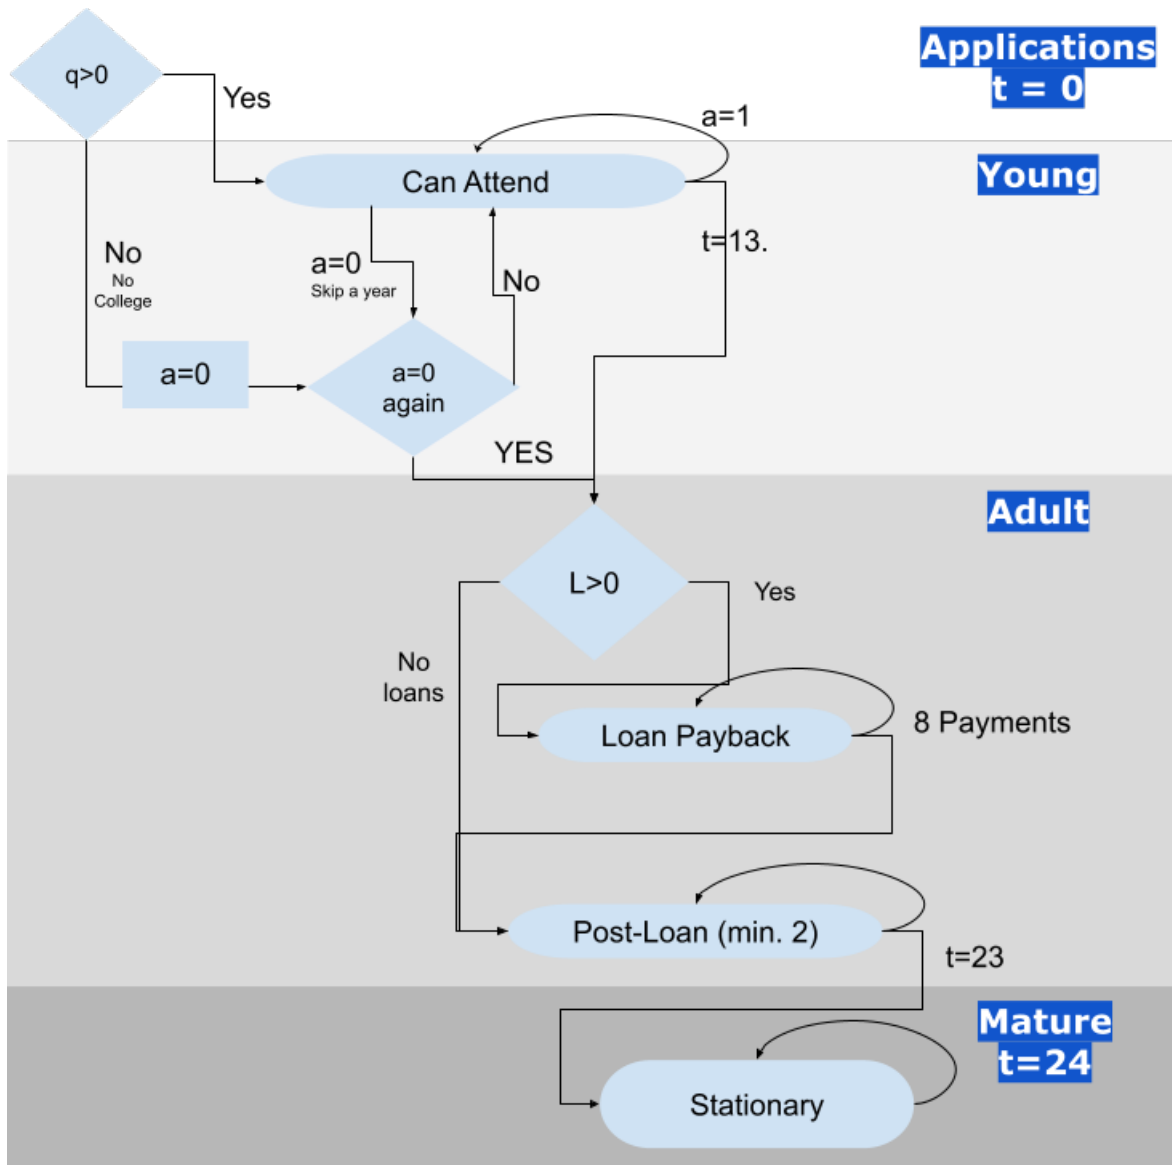 Applications
t = 0
q>0
Yes
a=1
Young
Can Attend
t=13.
No
No
College
a=0
Skip a year
No
a=0
a=0
again
YES
Adult
L>0
Yes
No
loans
Loan Payback
8 Payments
Post-Loan (min. 2)
t=23
Mature
t=24
Stationary